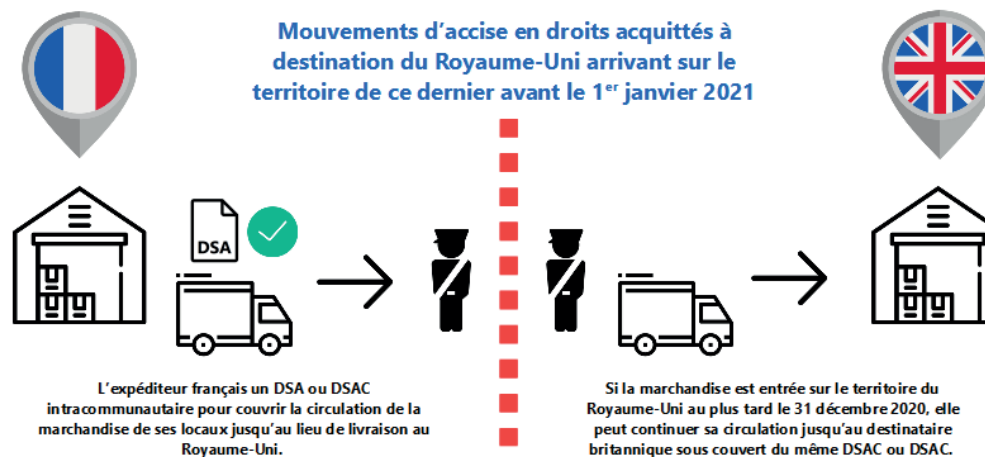 Mouvements d'accise en droits acquittés à
destination du Royaume-Uni arrivant sur le
territoire de ce dernier avant le 1er janvier 2021
DSA
L'expéditeur français un DSA ou DSAC
intracommunautaire pour couvrir la circulation de la
marchandise de ses locaux jusqu'au lieu de livraison au
Royaume-Uni.
Si la marchandise est entrée sur le territoire du
Royaume-Uni au plus tard le 31 décembre 2020, elle
peut continuer sa circulation jusqu'au destinataire
britannique sous couvert du même DSAC ou DSAC.